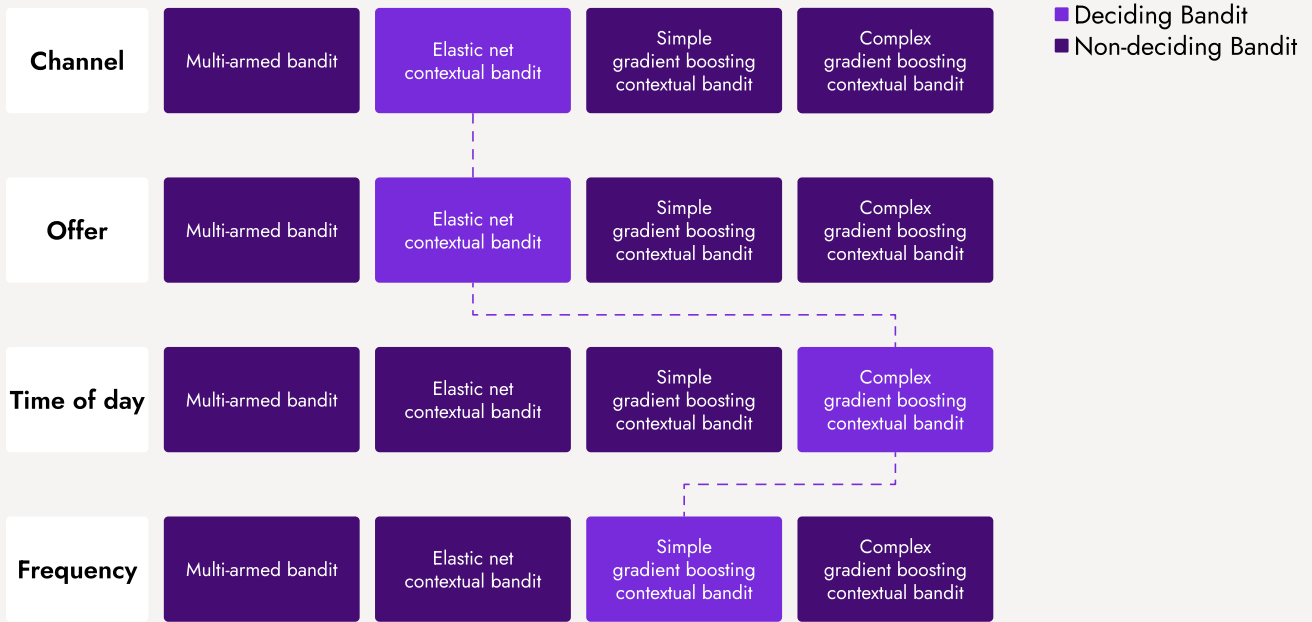 Deciding Bandit
Non-deciding Bandit
Channel
Multi-armed bandit
Elastic net
contextual bandit
Simple
gradient boosting
contextual bandit
Complex
gradient boosting
contextual bandit
Offer
Multi-armed bandit
Elastic net
contextual bandit
Simple
gradient boosting
contextual bandit
Complex
gradient boosting
contextual bandit
Time of day
Multi-armed bandit
Elastic net
contextual bandit
Simple
gradient boosting
contextual bandit
Complex
gradient boosting
contextual bandit
Frequency
Multi-armed bandit
Elastic net
contextual bandit
Simple
gradient boosting
contextual bandit
Complex
gradient boosting
contextual bandit